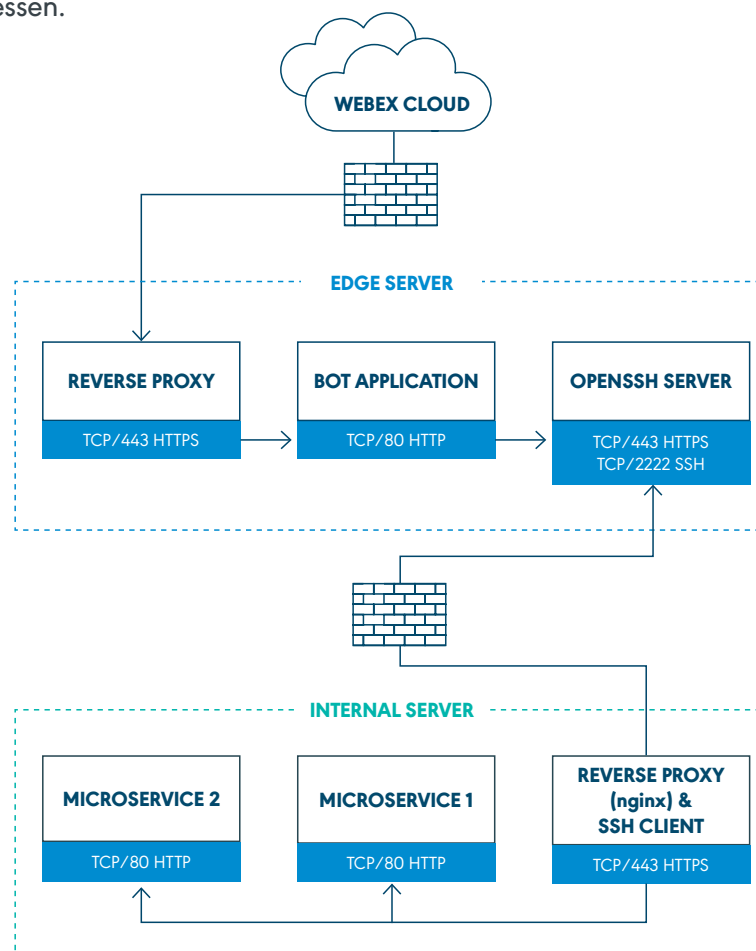 essen.
WEBEX CLOUD
EDGE SERVER
REVERSE PROXY
TCP/443 HTTPS
BOT APPLICATION
TCP/80 HTTP
OPENSSH SERVER
TCP/443 HTTPS
TCP/2222 SSH
INTERNAL SERVER
MICROSERVICE 2
TCP/80 HTTP
MICROSERVICE 1
TCP/80 HTTP
REVERSE PROXY
(nginx) &
SSH CLIENT
TCP/443 HTTPS